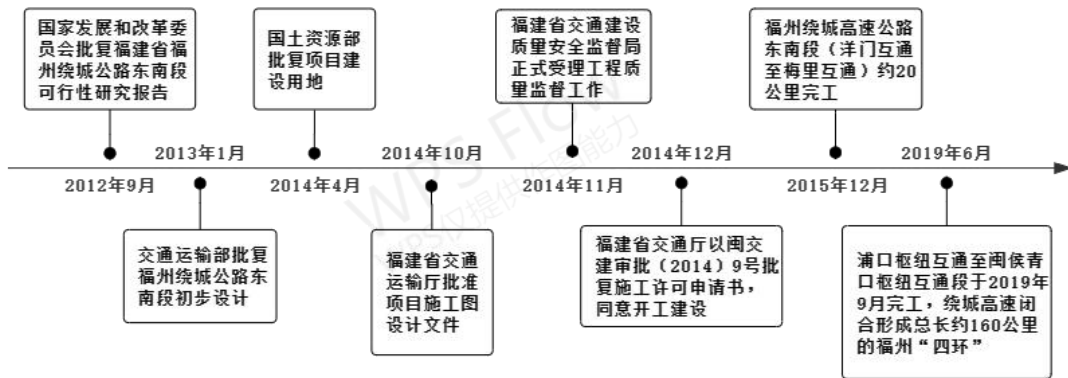 国家发展和改革委
员会批复福建省福
州绕城公路东南段
可行性研究报告
国土资源部
批复项目建
设用地
福建省交通建设
质量安全监督局
正式受理工程质
量监督工作
福州绕城高速公路
东南段（洋门互通
至梅里互通）约20
公里完工
2013年1月
2014年10月
2014年12月
2019年6月
2012年9月
2014年4月
2014年11月
2015年12月
交通运输部批复
福州绕城公路东
南段初步设计
福建省交通
运输厅批准
项目施工图
设计文件
福建省交通厅以闽交
建审批（2014）9号批
复施工许可申请书，
同意开工建设
浦口枢纽互通至闽侯青
口枢纽互通段于2019年
9月完工，绕城高速闭
合形成总长约160公里
的福州“四环”
WPS Flow
WPS仅提供作图能力